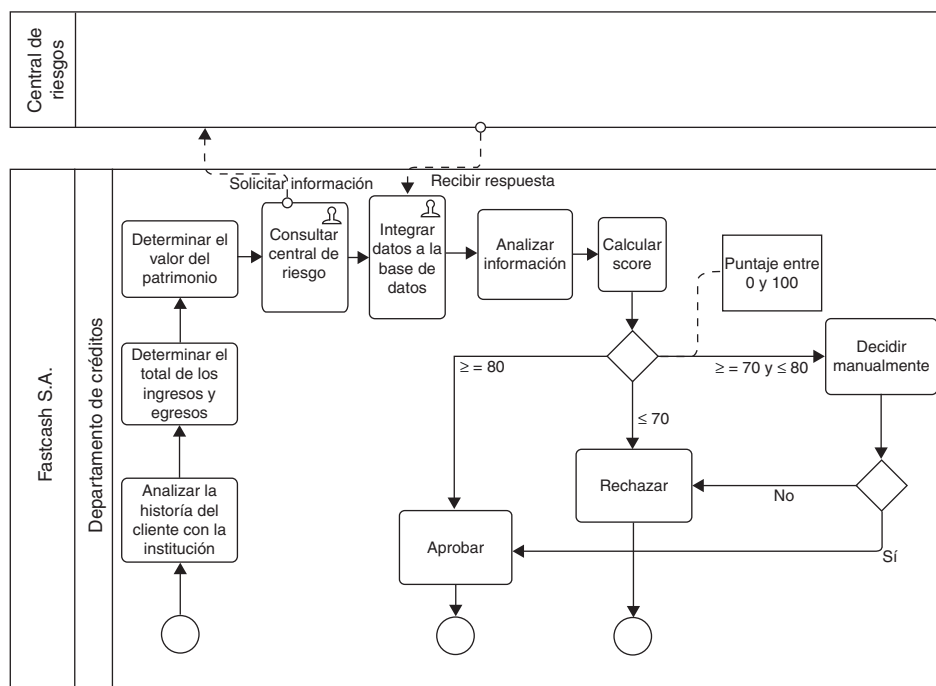 Central de
riesgos
Fastcash S.A.
Departamento de créditos
Solicitar información
Recibir respuesta
Determinar el
valor del
patrimonio
Consultar
central de
riesgo
Integrar
datos a la
base de
datos
Analizar
información
Calcular
score
Puntaje entre
0 y 100
Determinar el
total de los
ingresos y
egresos
≥ = 80
≥ = 70 y ≤ 80
Decidir
manualmente
≤ 70
Analizar la
historía del
cliente con la
institución
Rechazar
No
Aprobar
Sí